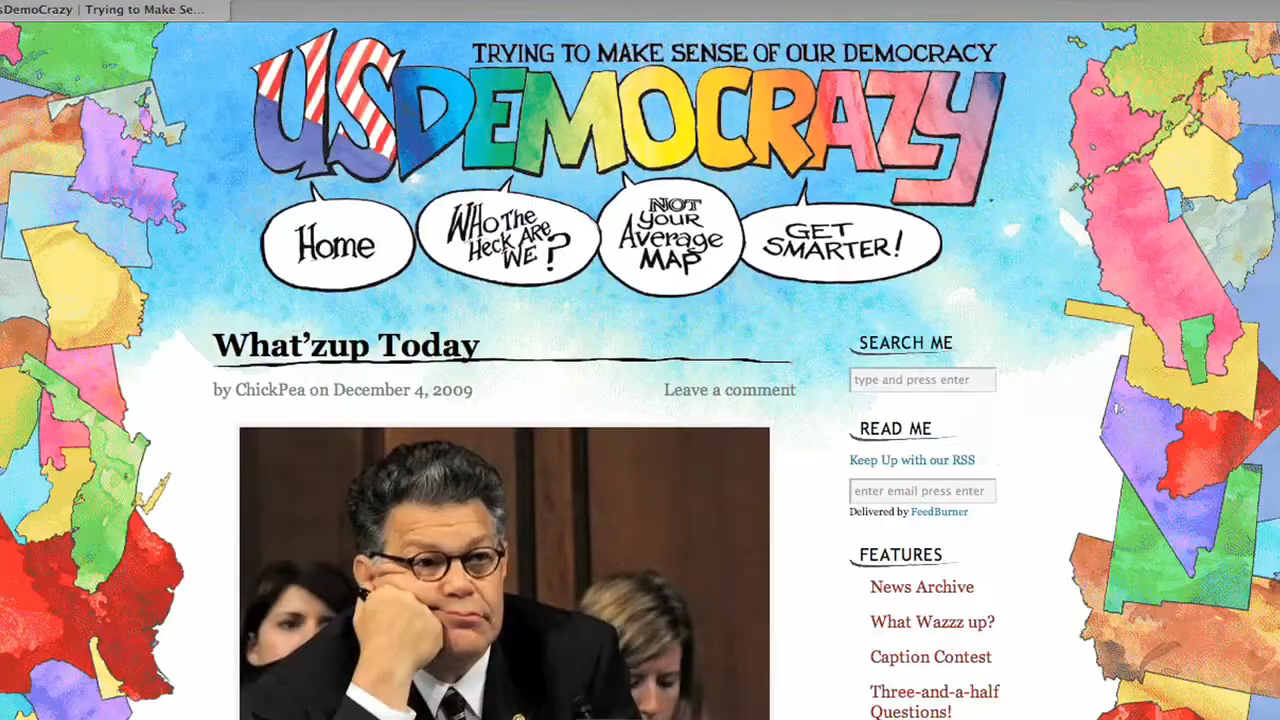 sDemoCrazy | Trying to Make Se...
TRYING TO MAKE SENSE OF OUR DEMOCRACY
USDEMOCRAZY
Home
WHO The Heck ARe WE?
NOT YOUR Average MAP
GET SMARTER!
What’zup Today
by ChickPea on December 4, 2009
Leave a comment
SEARCH ME
type and press enter
READ ME
Keep Up with our RSS
enter email press enter
Delivered by FeedBurner
FEATURES
News Archive
What Wazzz up?
Caption Contest
Three-and-a-half
Questions!